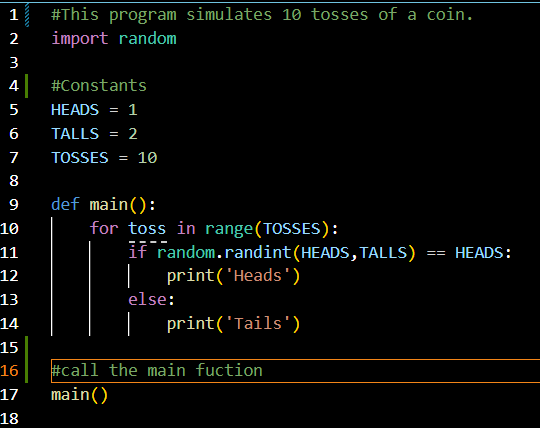 1 #This program simulates 10 tosses of a coin.
2 import random
3
4 #Constants
5 HEADS = 1
6 TALLS = 2
7 TOSSES = 10
8
9 def main():
10     for toss in range(TOSSES):
11         if random.randint(HEADS,TALLS) == HEADS:
12             print('Heads')
13         else:
14             print('Tails')
15
16 #call the main fuction
17 main()
18